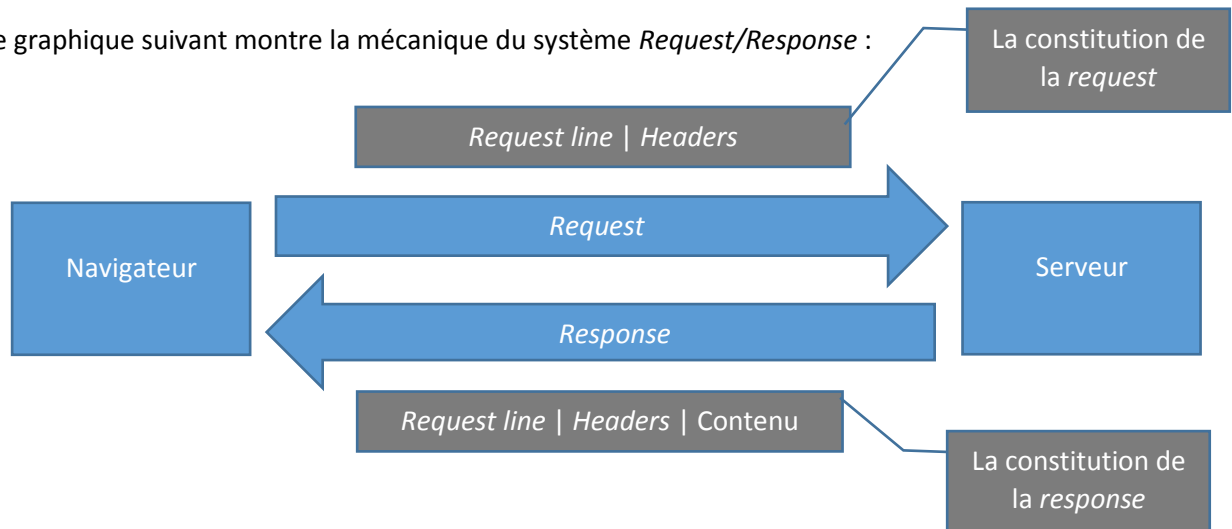 e graphique suivant montre la mécanique du système Request/Response :
La constitution de
la request
Request line | Headers
Request
Navigateur
Serveur
Response
Request line | Headers | Contenu
La constitution de
la response